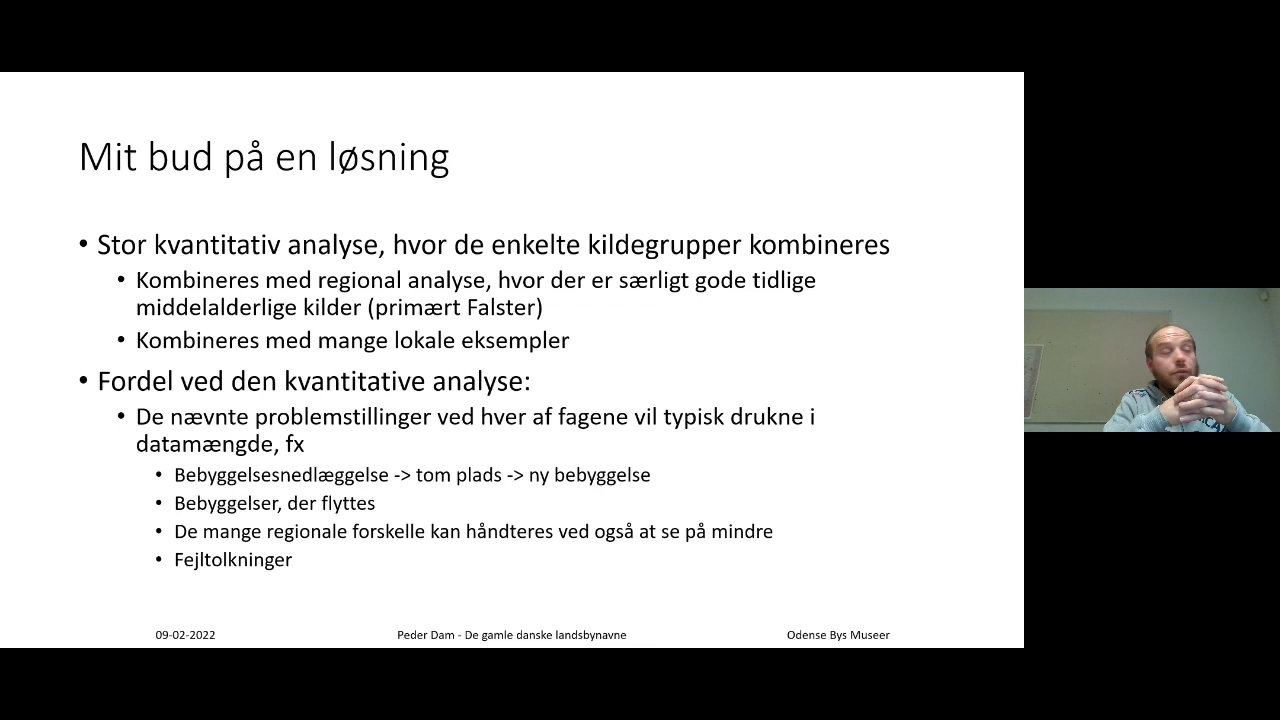 Mit bud på en løsning
• Stor kvantitativ analyse, hvor de enkelte kildegrupper kombineres
• Kombineres med regional analyse, hvor der er særligt gode tidlige
middelalderlige kilder (primært Falster)
• Kombineres med mange lokale eksempler
• Fordel ved den kvantitative analyse:
• De nævnte problemstillinger ved hver af fagene vil typisk drukne i
datamængde, fx
• Bebyggelsesnedlæggelse -> tom plads -> ny bebyggelse
• Bebyggelser, der flyttes
• De mange regionale forskelle kan håndteres ved også at se på mindre
• Fejltolkninger
09-02-2022
Peder Dam - De gamle danske landsbynavne
Odense Bys Museer